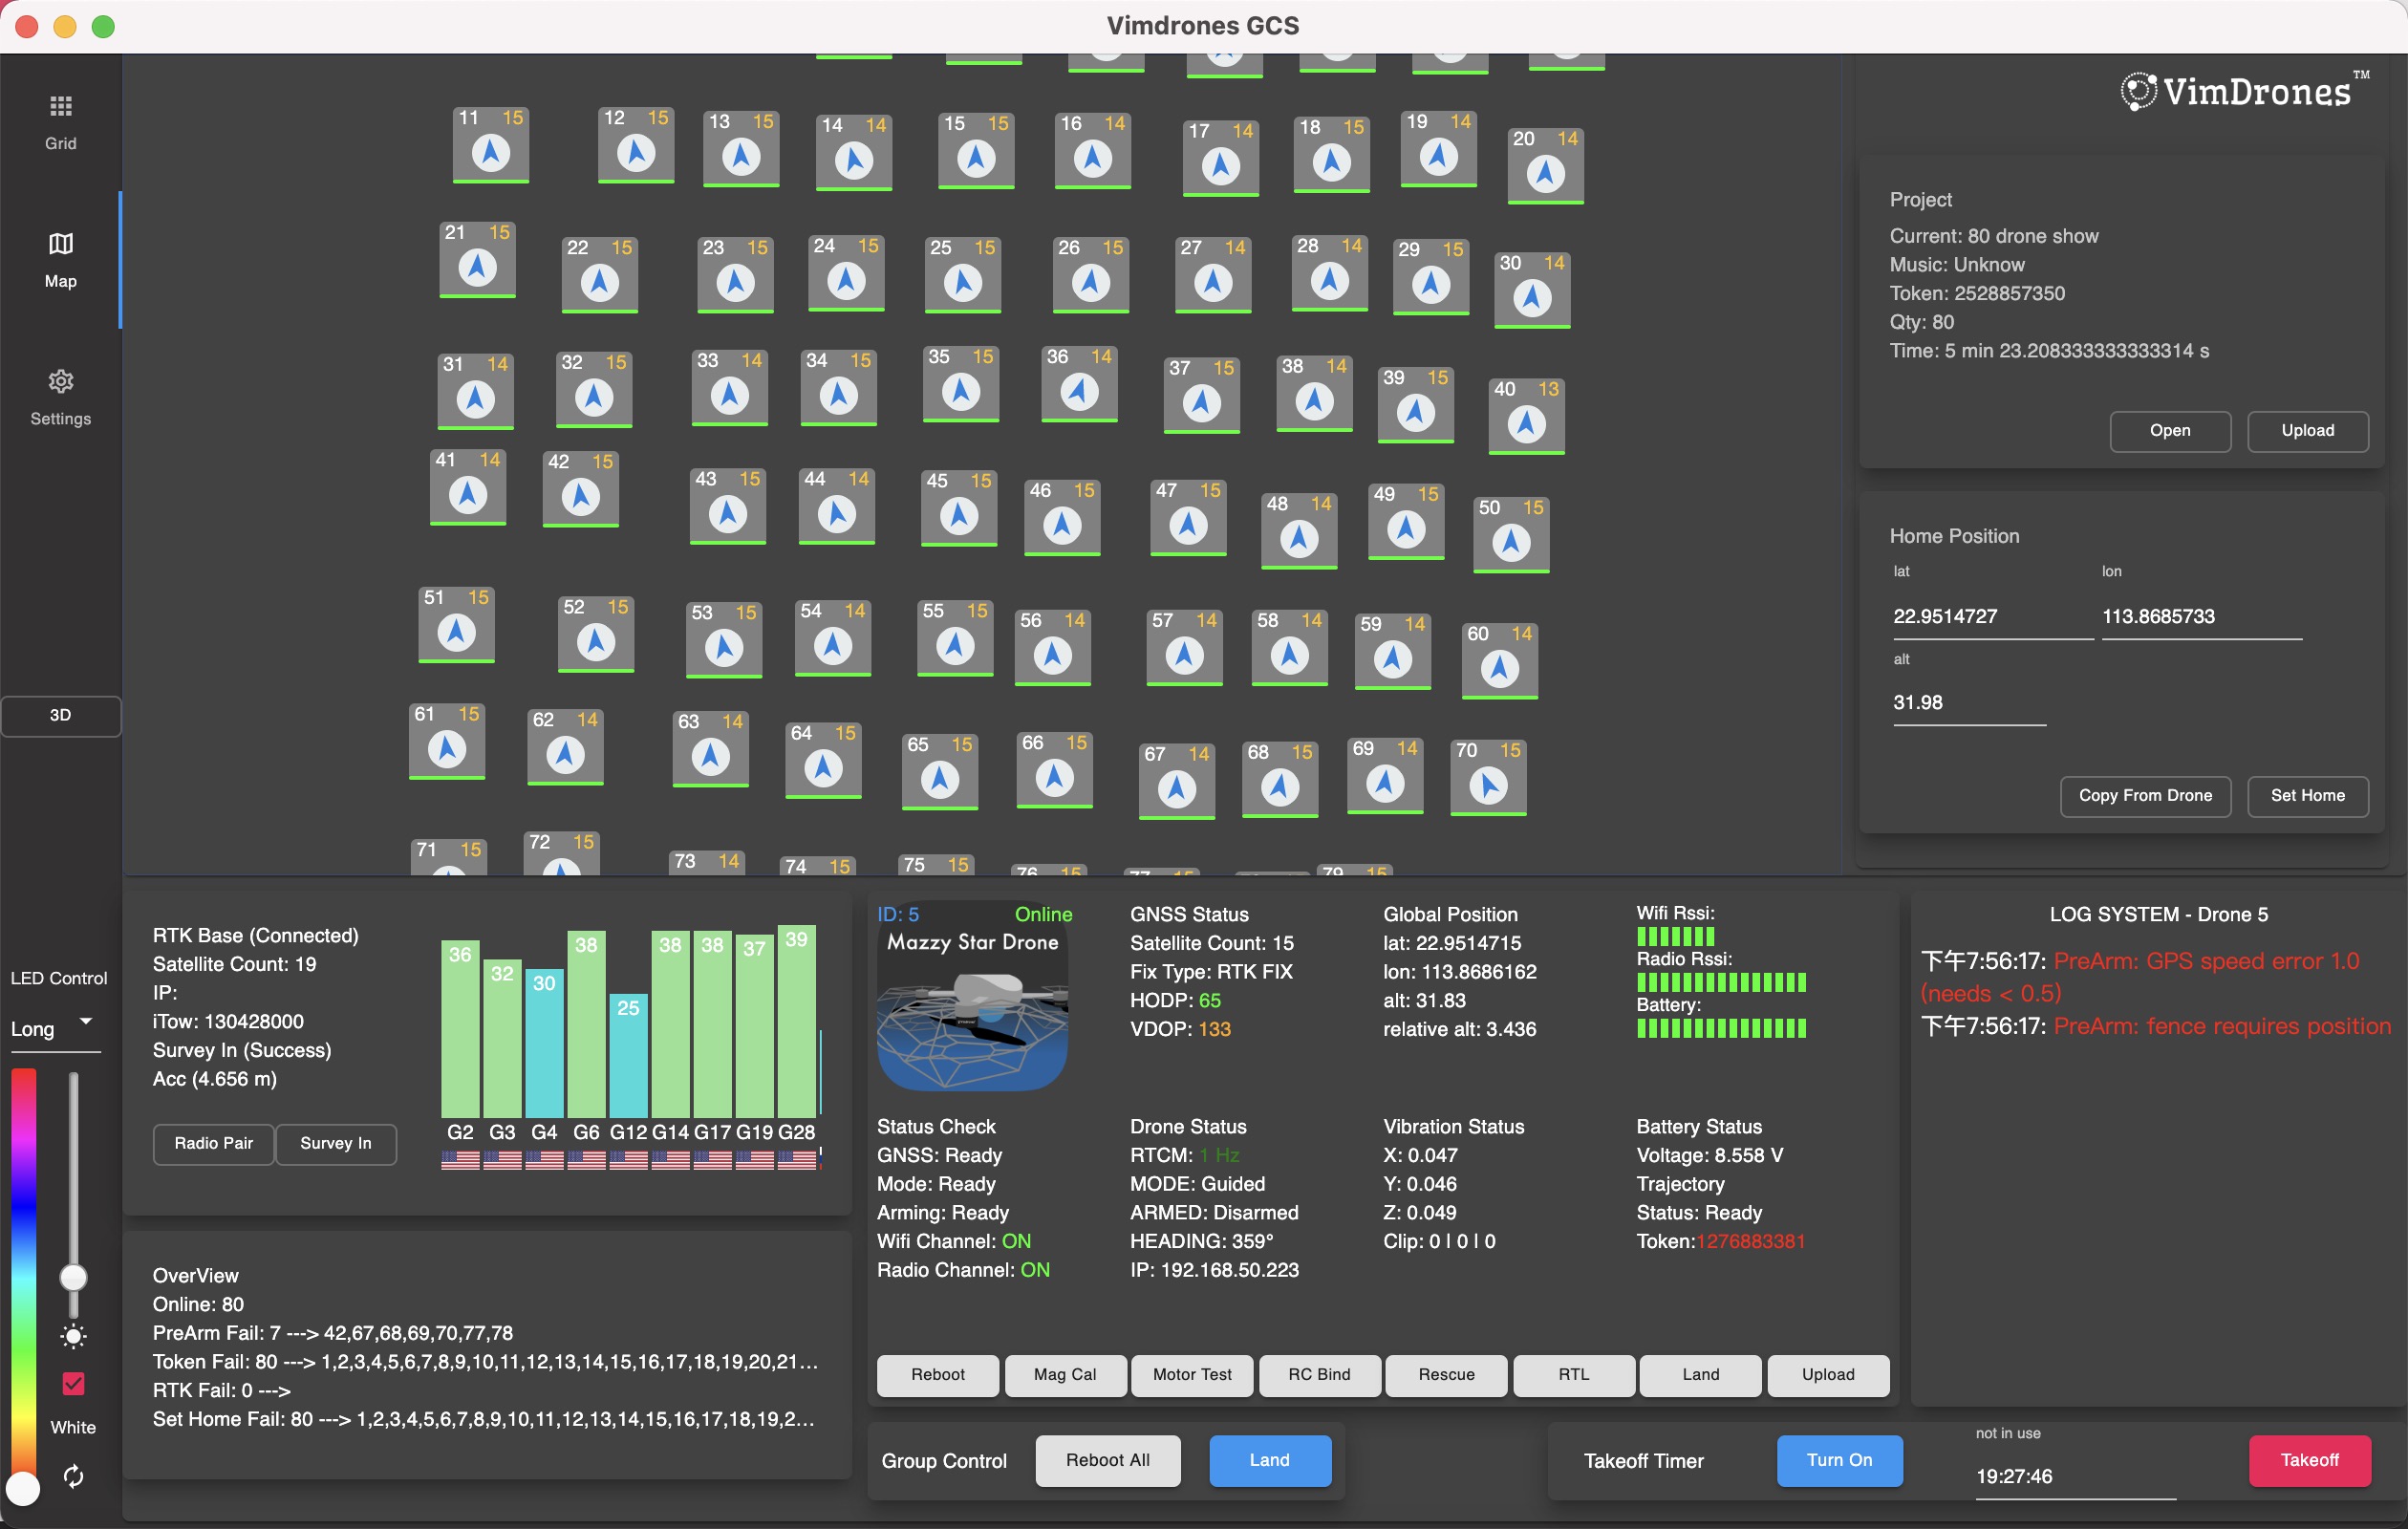 Vimdrones GCS
Grid
Map
Settings
3D
LED Control
Long
White
11 15
12 15
13 15
14 14
15 15
16 14
17 14
18 15
19 14
20 14
21 15
22 15
23 15
24 15
25 15
26 15
27 14
28 14
29 15
30 14
31 14
32 15
33 14
34 15
35 15
36 14
37 15
38 14
39 15
40 13
41 14
42 15
43 15
44 14
45 15
46 15
47 15
48 14
49 15
50 15
51 15
52 15
53 15
54 14
55 15
56 14
57 14
58 14
59 14
60 14
61 15
62 14
63 14
64 15
65 15
66 15
67 14
68 15
69 14
70 15
71 15
72 15
73 14
74 15
75 15
76 15
77 15
79 15
VimDrones™
Project
Current: 80 drone show
Music: Unknow
Token: 2528857350
Qty: 80
Time: 5 min 23.208333333333314 s
Open
Upload
Home Position
lat
lon
22.9514727
113.8685733
alt
31.98
Copy From Drone
Set Home
RTK Base (Connected)
Satellite Count: 19
IP:
iTow: 130428000
Survey In (Success)
Acc (4.656 m)
Radio Pair
Survey In
36 32 30 38 25 38 38 37 39
G2 G3 G4 G6 G12 G14 G17 G19 G28
OverView
Online: 80
PreArm Fail: 7 ---> 42,67,68,69,70,77,78
Token Fail: 80 ---> 1,2,3,4,5,6,7,8,9,10,11,12,13,14,15,16,17,18,19,20,21...
RTK Fail: 0 --->
Set Home Fail: 80 ---> 1,2,3,4,5,6,7,8,9,10,11,12,13,14,15,16,17,18,19,2...
ID: 5
Online
Mazzy Star Drone
GNSS Status
Satellite Count: 15
Fix Type: RTK FIX
HODP: 65
VDOP: 133
Global Position
lat: 22.9514715
lon: 113.8686162
alt: 31.83
relative alt: 3.436
Wifi Rssi:
Radio Rssi:
Battery:
Status Check
GNSS: Ready
Mode: Ready
Arming: Ready
Wifi Channel: ON
Radio Channel: ON
Drone Status
RTCM: 1 Hz
MODE: Guided
ARMED: Disarmed
HEADING: 359°
IP: 192.168.50.223
Vibration Status
X: 0.047
Y: 0.046
Z: 0.049
Clip: 0 | 0 | 0
Battery Status
Voltage: 8.558 V
Trajectory
Status: Ready
Token:1276883381
Reboot
Mag Cal
Motor Test
RC Bind
Rescue
RTL
Land
Upload
LOG SYSTEM - Drone 5
下午7:56:17: PreArm: GPS speed error 1.0
(needs < 0.5)
下午7:56:17: PreArm: fence requires position
Group Control
Reboot All
Land
Takeoff Timer
Turn On
not in use
19:27:46
Takeoff